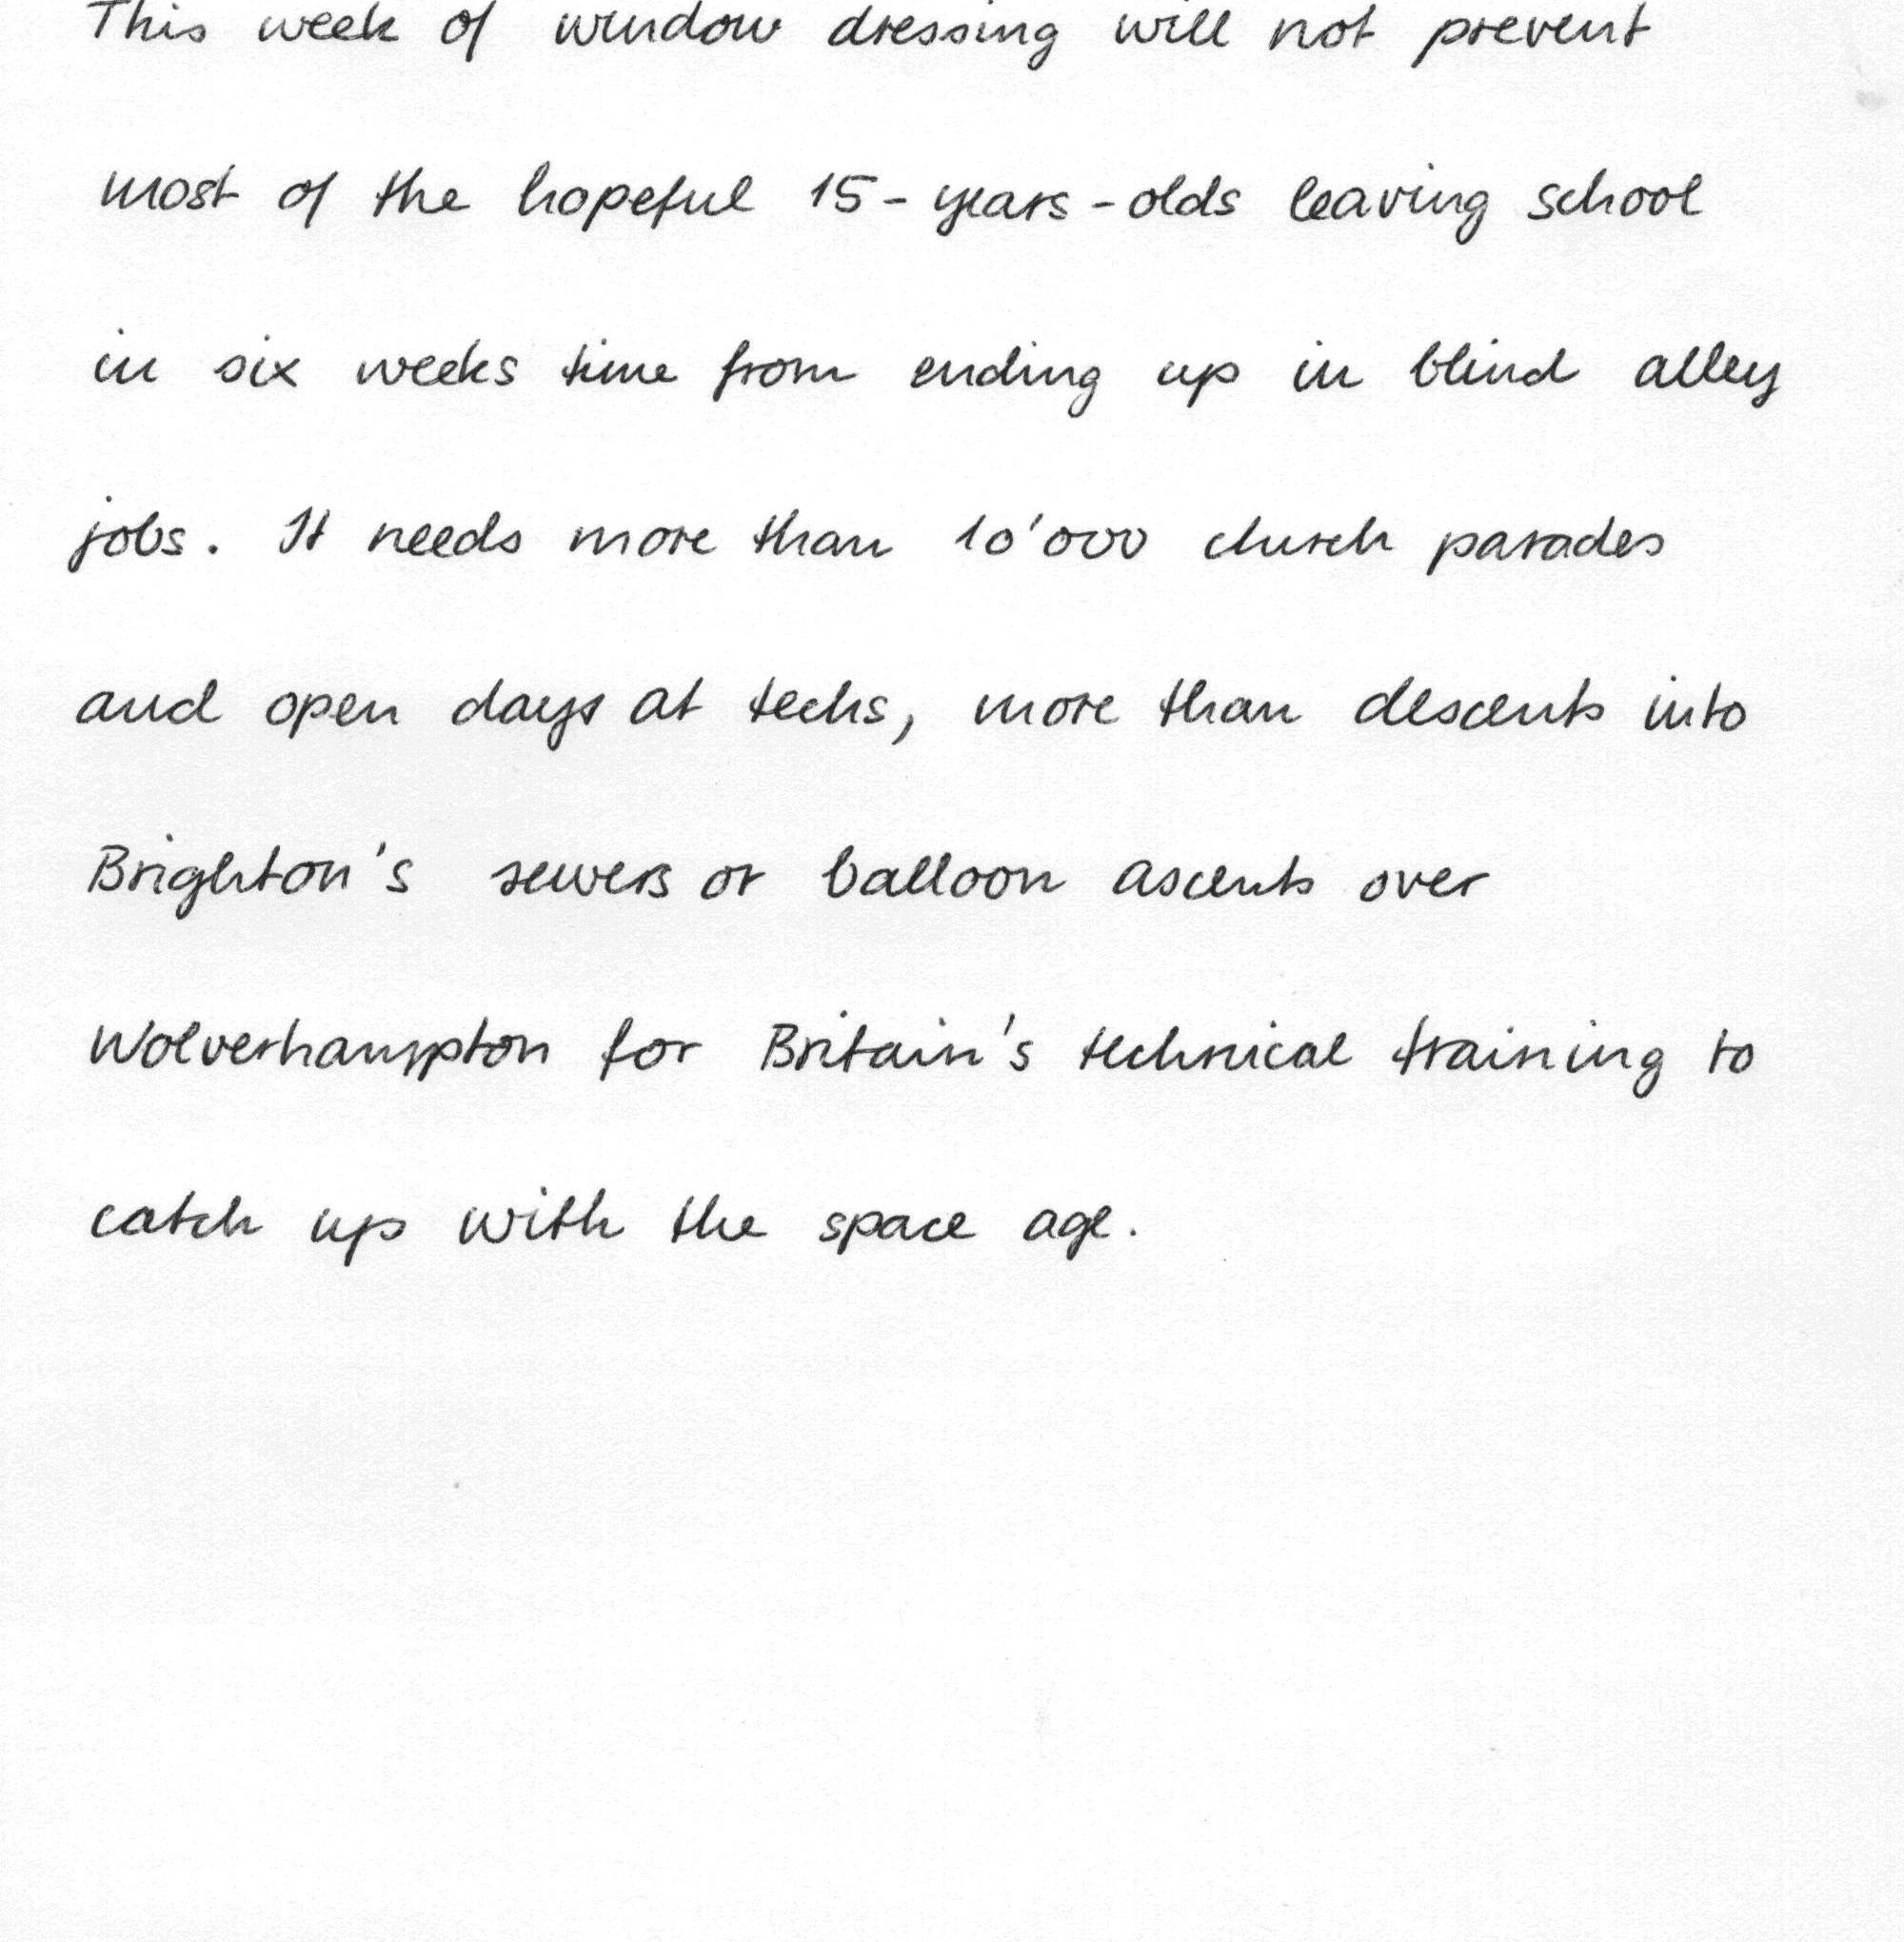 This week of window dressing will not prevent
most of the hopeful 15-years-olds leaving school
in six weeks time from ending up in blind alley
jobs. It needs more than 10'000 church parades
and open days at techs, more than descents into
Brighton's sewers or balloon ascents over
Wolverhampton for Britain's technical training to
catch up with the space age.